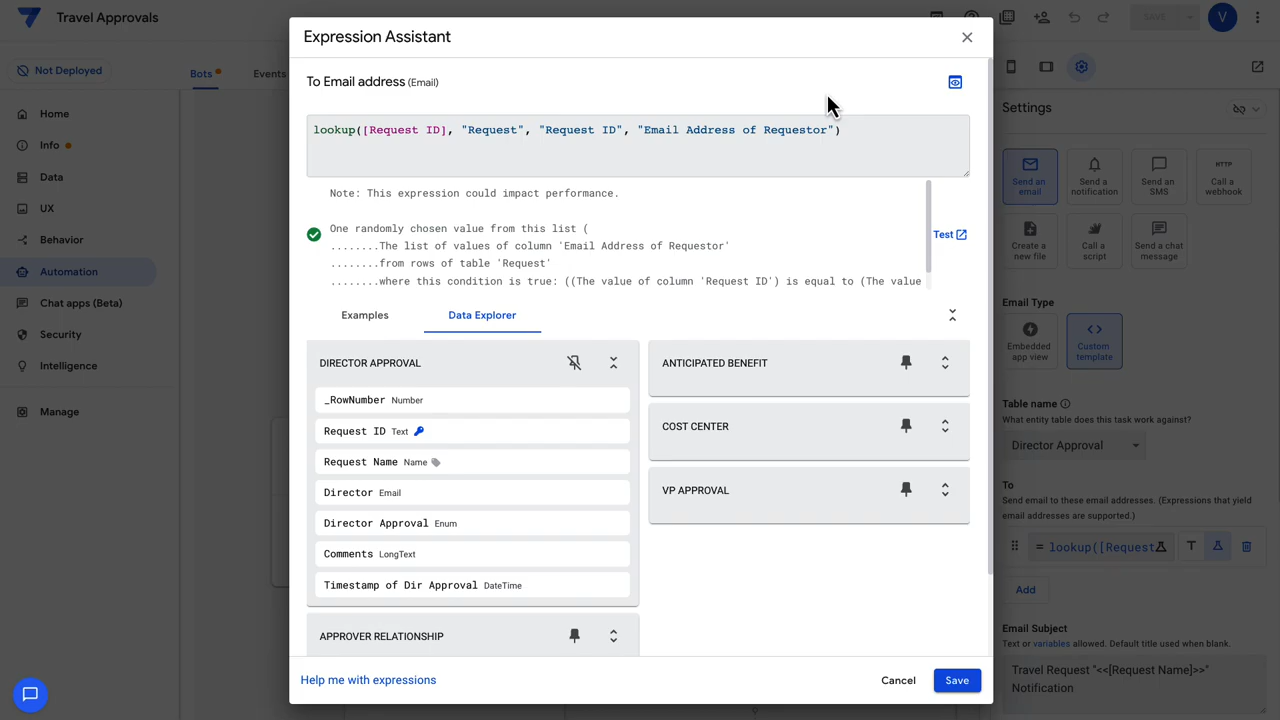 Travel Approvals
SAVE
V
Not Deployed
Bots
Events
Home
Info
Data
UX
Behavior
Automation
Chat apps (Beta)
Security
Intelligence
Manage
Expression Assistant
To Email address (Email)
lookup([Request ID], "Request", "Request ID", "Email Address of Requestor")
Note: This expression could impact performance.
One randomly chosen value from this list (
........The list of values of column 'Email Address of Requestor'
........from rows of table 'Request'
........where this condition is true: ((The value of column 'Request ID') is equal to (The value
Test
Examples
Data Explorer
DIRECTOR APPROVAL
_RowNumber Number
Request ID Text
Request Name Name
Director Email
Director Approval Enum
Comments LongText
Timestamp of Dir Approval DateTime
APPROVER RELATIONSHIP
ANTICIPATED BENEFIT
COST CENTER
VP APPROVAL
Help me with expressions
Cancel
Save
Settings
Send an email
Send a notification
Send an SMS
HTTP
Call a webhook
Create a new file
Call a script
Send a chat message
Email Type
Embedded app view
Custom template
Table name
What entity table does this task work against?
Director Approval
To
Send email to these email addresses. (Expressions that yield
email addresses are supported.)
= lookup([Request
Add
Email Subject
Text or variables allowed. Default title used when blank.
Travel Request "<<[Request Name]>>"
Notification